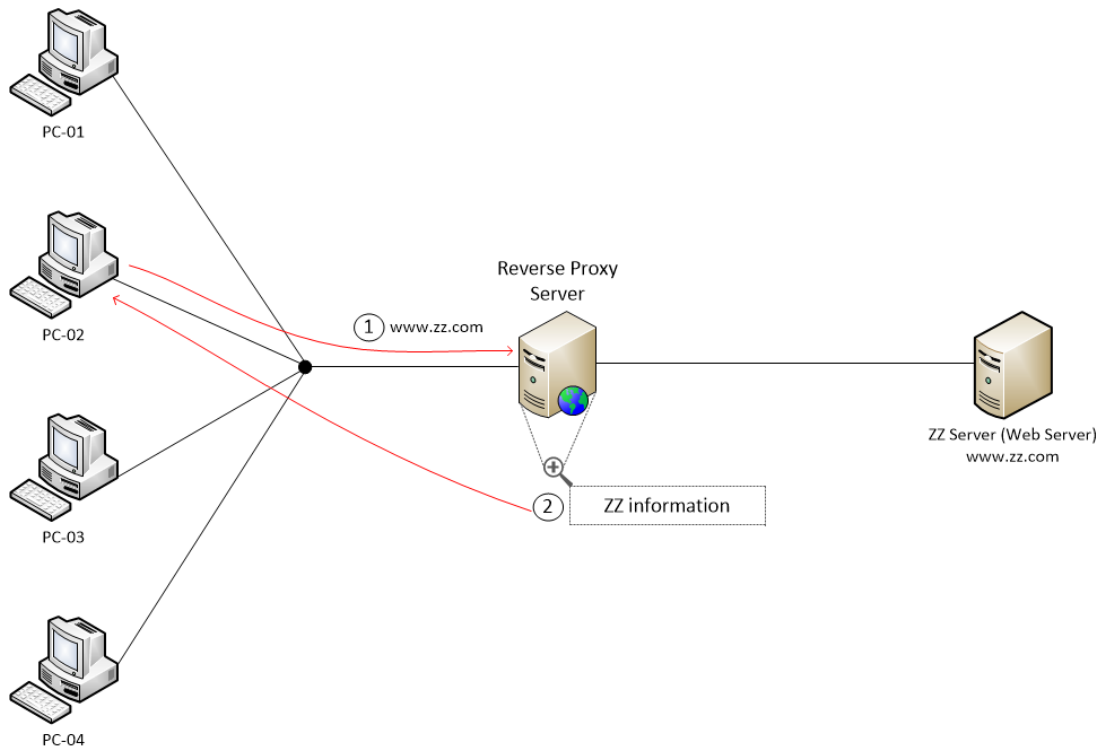 PC-01
PC-02
PC-03
PC-04
1 www.zz.com
Reverse Proxy
Server
2 ZZ information
ZZ Server (Web Server)
www.zz.com